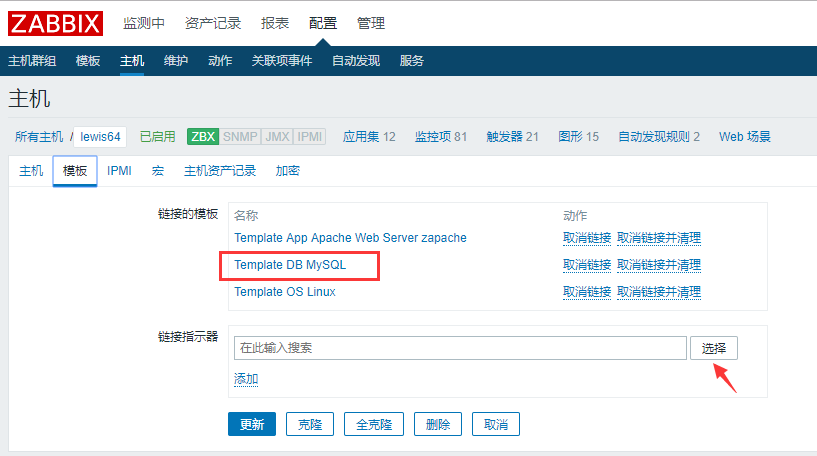 ZABBIX 监测中 资产记录 报表 配置 管理
主机群组 模板 主机 维护 动作 关联项事件 自动发现 服务
主机
所有主机 / lewis64 已启用 ZBX SNMP JMX IPMI 应用集 12 监控项 81 触发器 21 图形 15 自动发现规则 2 Web 场景
主机 模板 IPMI 宏 主机资产记录 加密
链接的模板 名称 动作
Template App Apache Web Server zapache 取消链接 取消链接并清理
Template DB MySQL 取消链接 取消链接并清理
Template OS Linux 取消链接 取消链接并清理
链接指示器 在此输入搜索 选择
添加
更新 克隆 全克隆 删除 取消